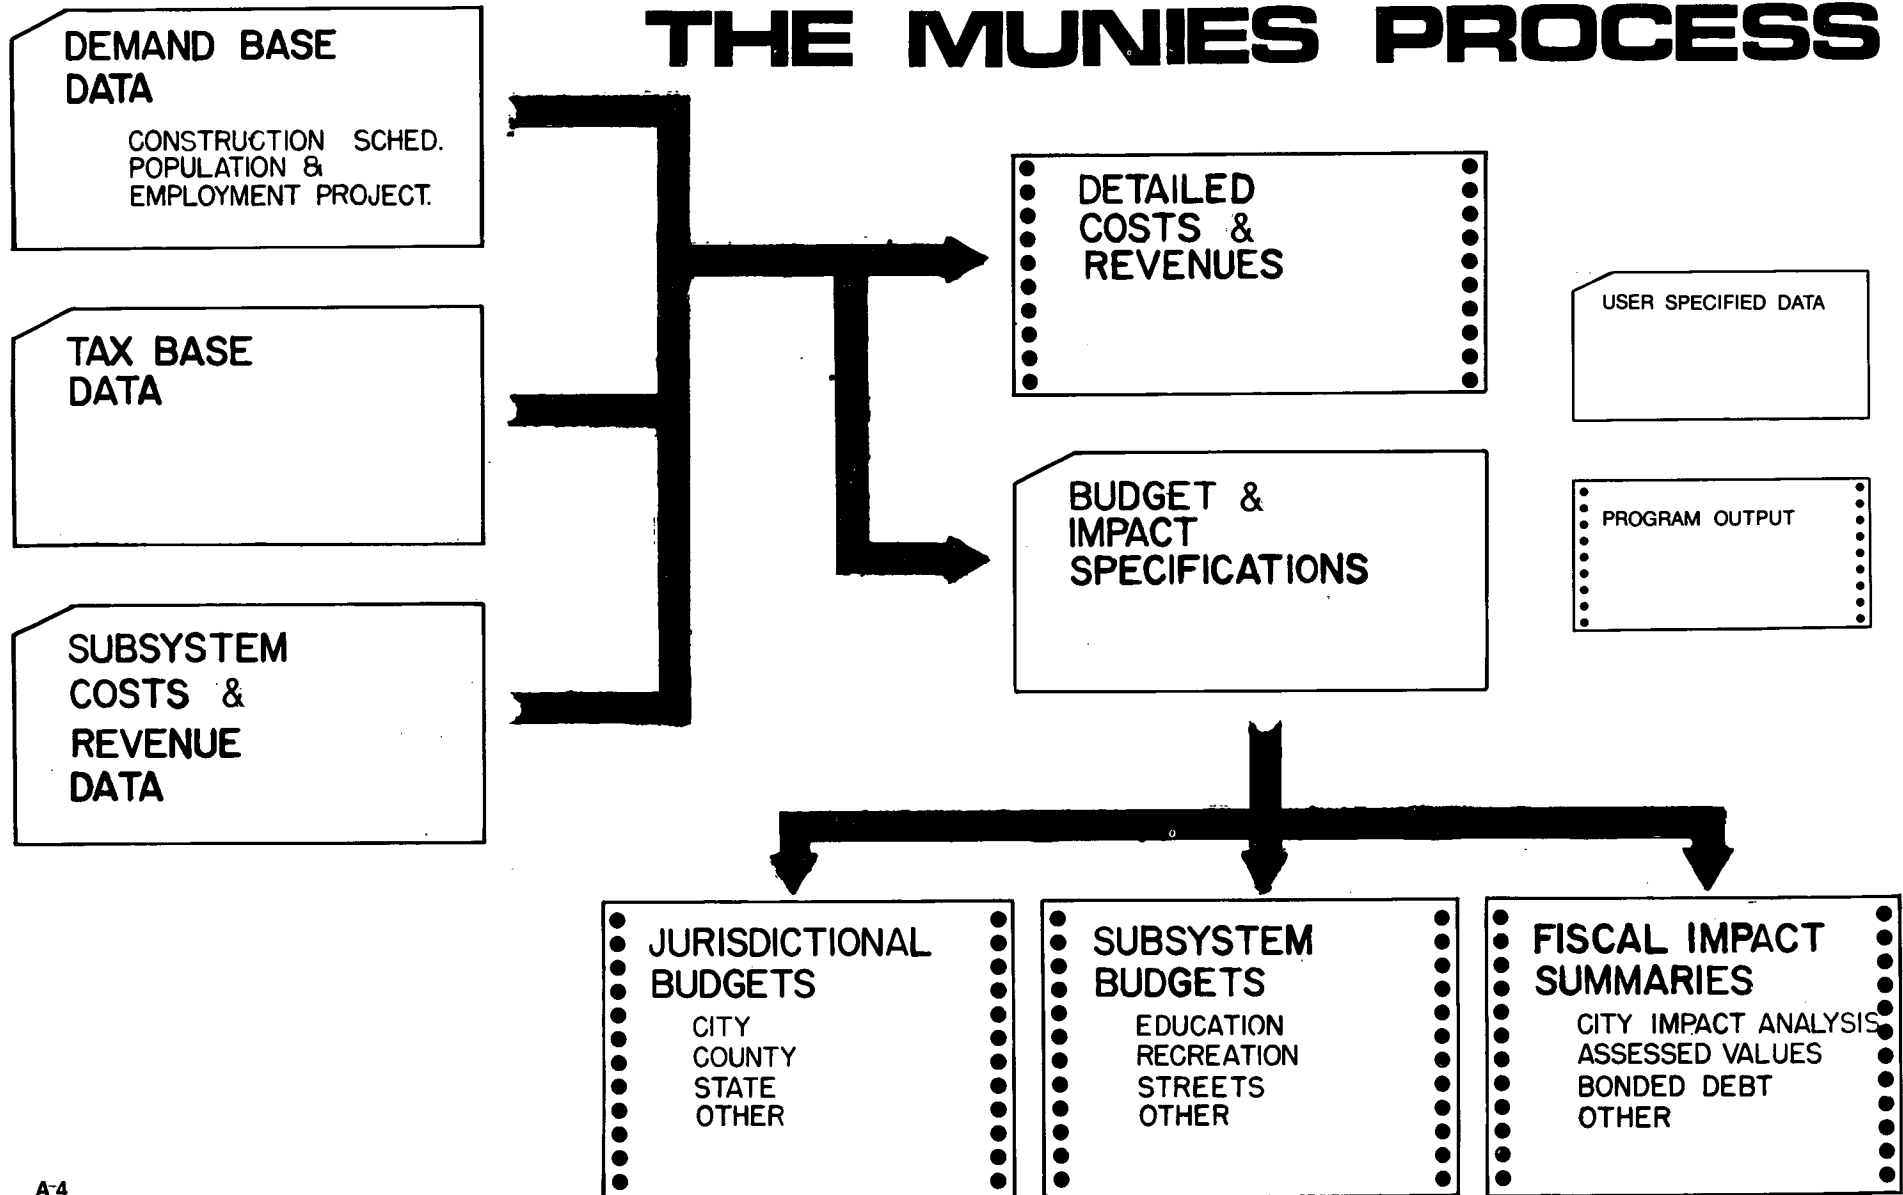 THE MUNIES PROCESS
DEMAND BASE
DATA
CONSTRUCTION SCHED.
POPULATION &
EMPLOYMENT PROJECT.
TAX BASE
DATA
SUBSYSTEM
COSTS &
REVENUE
DATA
DETAILED
COSTS &
REVENUES
BUDGET &
IMPACT
SPECIFICATIONS
USER SPECIFIED DATA
PROGRAM OUTPUT
JURISDICTIONAL
BUDGETS
CITY
COUNTY
STATE
OTHER
SUBSYSTEM
BUDGETS
EDUCATION
RECREATION
STREETS
OTHER
FISCAL IMPACT
SUMMARIES
CITY IMPACT ANALYSIS
ASSESSED VALUES
BONDED DEBT
OTHER
A-4